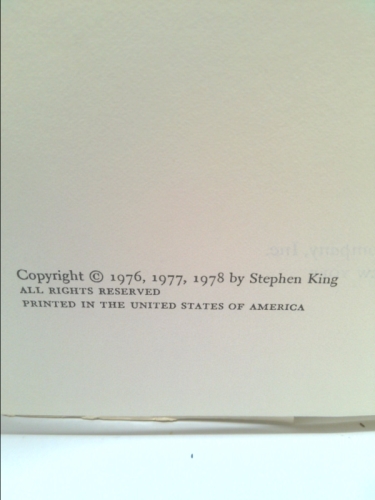 Copyright © 1976, 1977, 1978 by Stephen King
ALL RIGHTS RESERVED
PRINTED IN THE UNITED STATES OF AMERICA